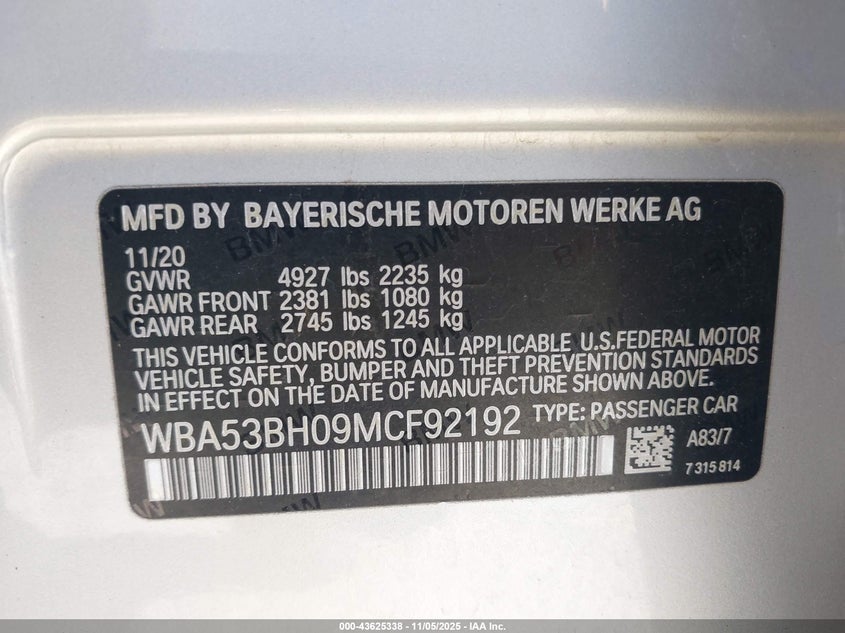 MFD BY BAYERISCHE MOTOREN WERKE AG
11/20
GVWR 4927 lbs 2235 kg
GAWR FRONT 2381 lbs 1080 kg
GAWR REAR 2745 lbs 1245 kg
THIS VEHICLE CONFORMS TO ALL APPLICABLE U.S.FEDERAL MOTOR
VEHICLE SAFETY, BUMPER AND THEFT PREVENTION STANDARDS
IN EFFECT ON THE DATE OF MANUFACTURE SHOWN ABOVE.
WBA53BH09MCF92192 TYPE: PASSENGER CAR
A83/7
7 315 814
000-43625338 - 11/05/2025 - IAA Inc.